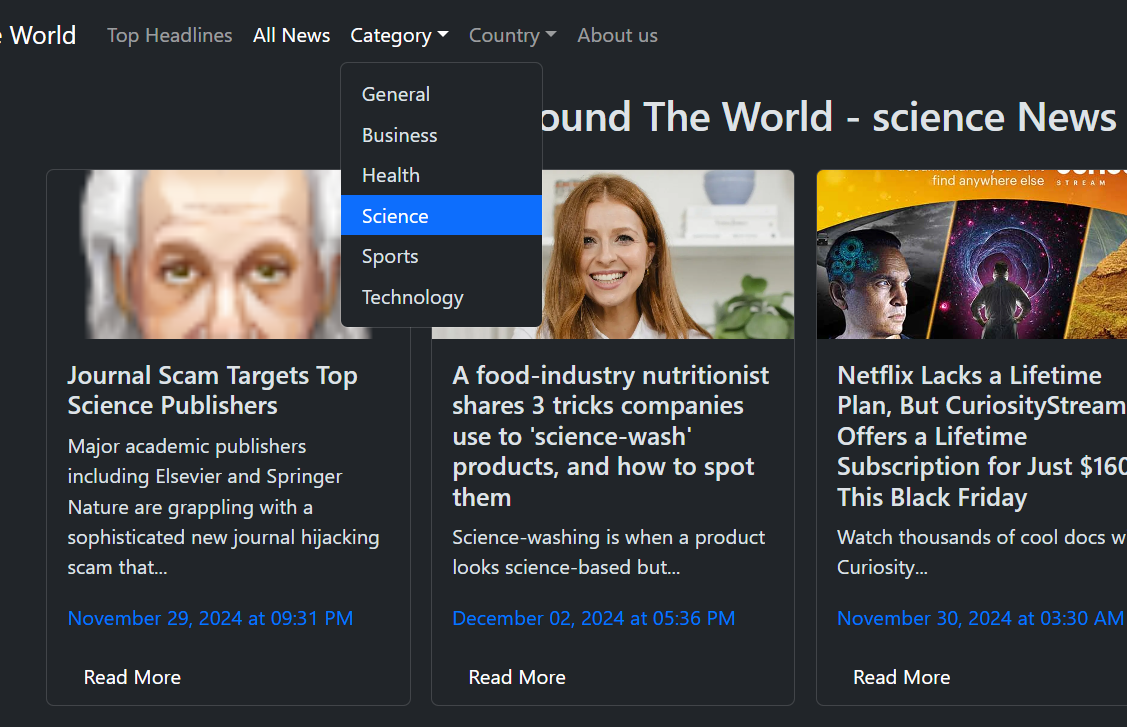 World Top Headlines All News Category Country About us
General
Business
Health
Science
Sports
Technology
ound The World - science News
find anywhere else
STREAM
Journal Scam Targets Top
Science Publishers
Major academic publishers
including Elsevier and Springer
Nature are grappling with a
sophisticated new journal hijacking
scam that...
November 29, 2024 at 09:31 PM
Read More
A food-industry nutritionist
shares 3 tricks companies
use to 'science-wash'
products, and how to spot
them
Science-washing is when a product
looks science-based but...
December 02, 2024 at 05:36 PM
Read More
Netflix Lacks a Lifetime
Plan, But CuriosityStream
Offers a Lifetime
Subscription for Just $160
This Black Friday
Watch thousands of cool docs w
Curiosity...
November 30, 2024 at 03:30 AM
Read More